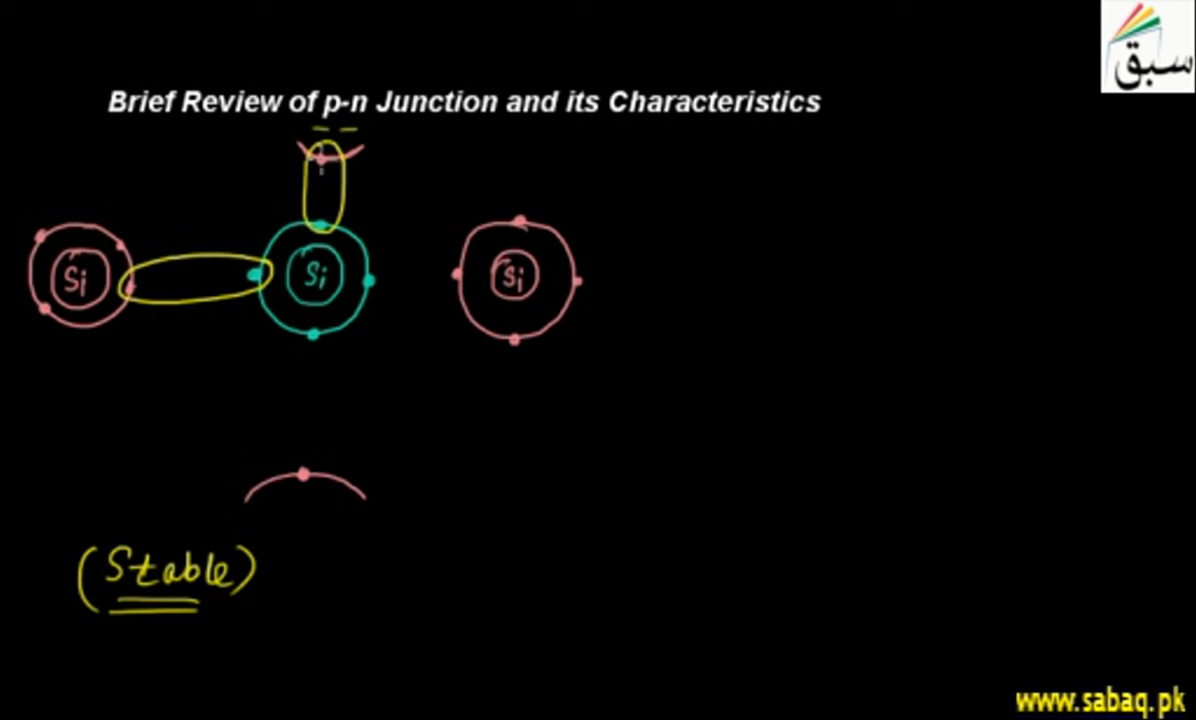 سبق
Brief Review of p-n Junction and its Characteristics
Si Si Si
(Stable)
www.sabaq.pk